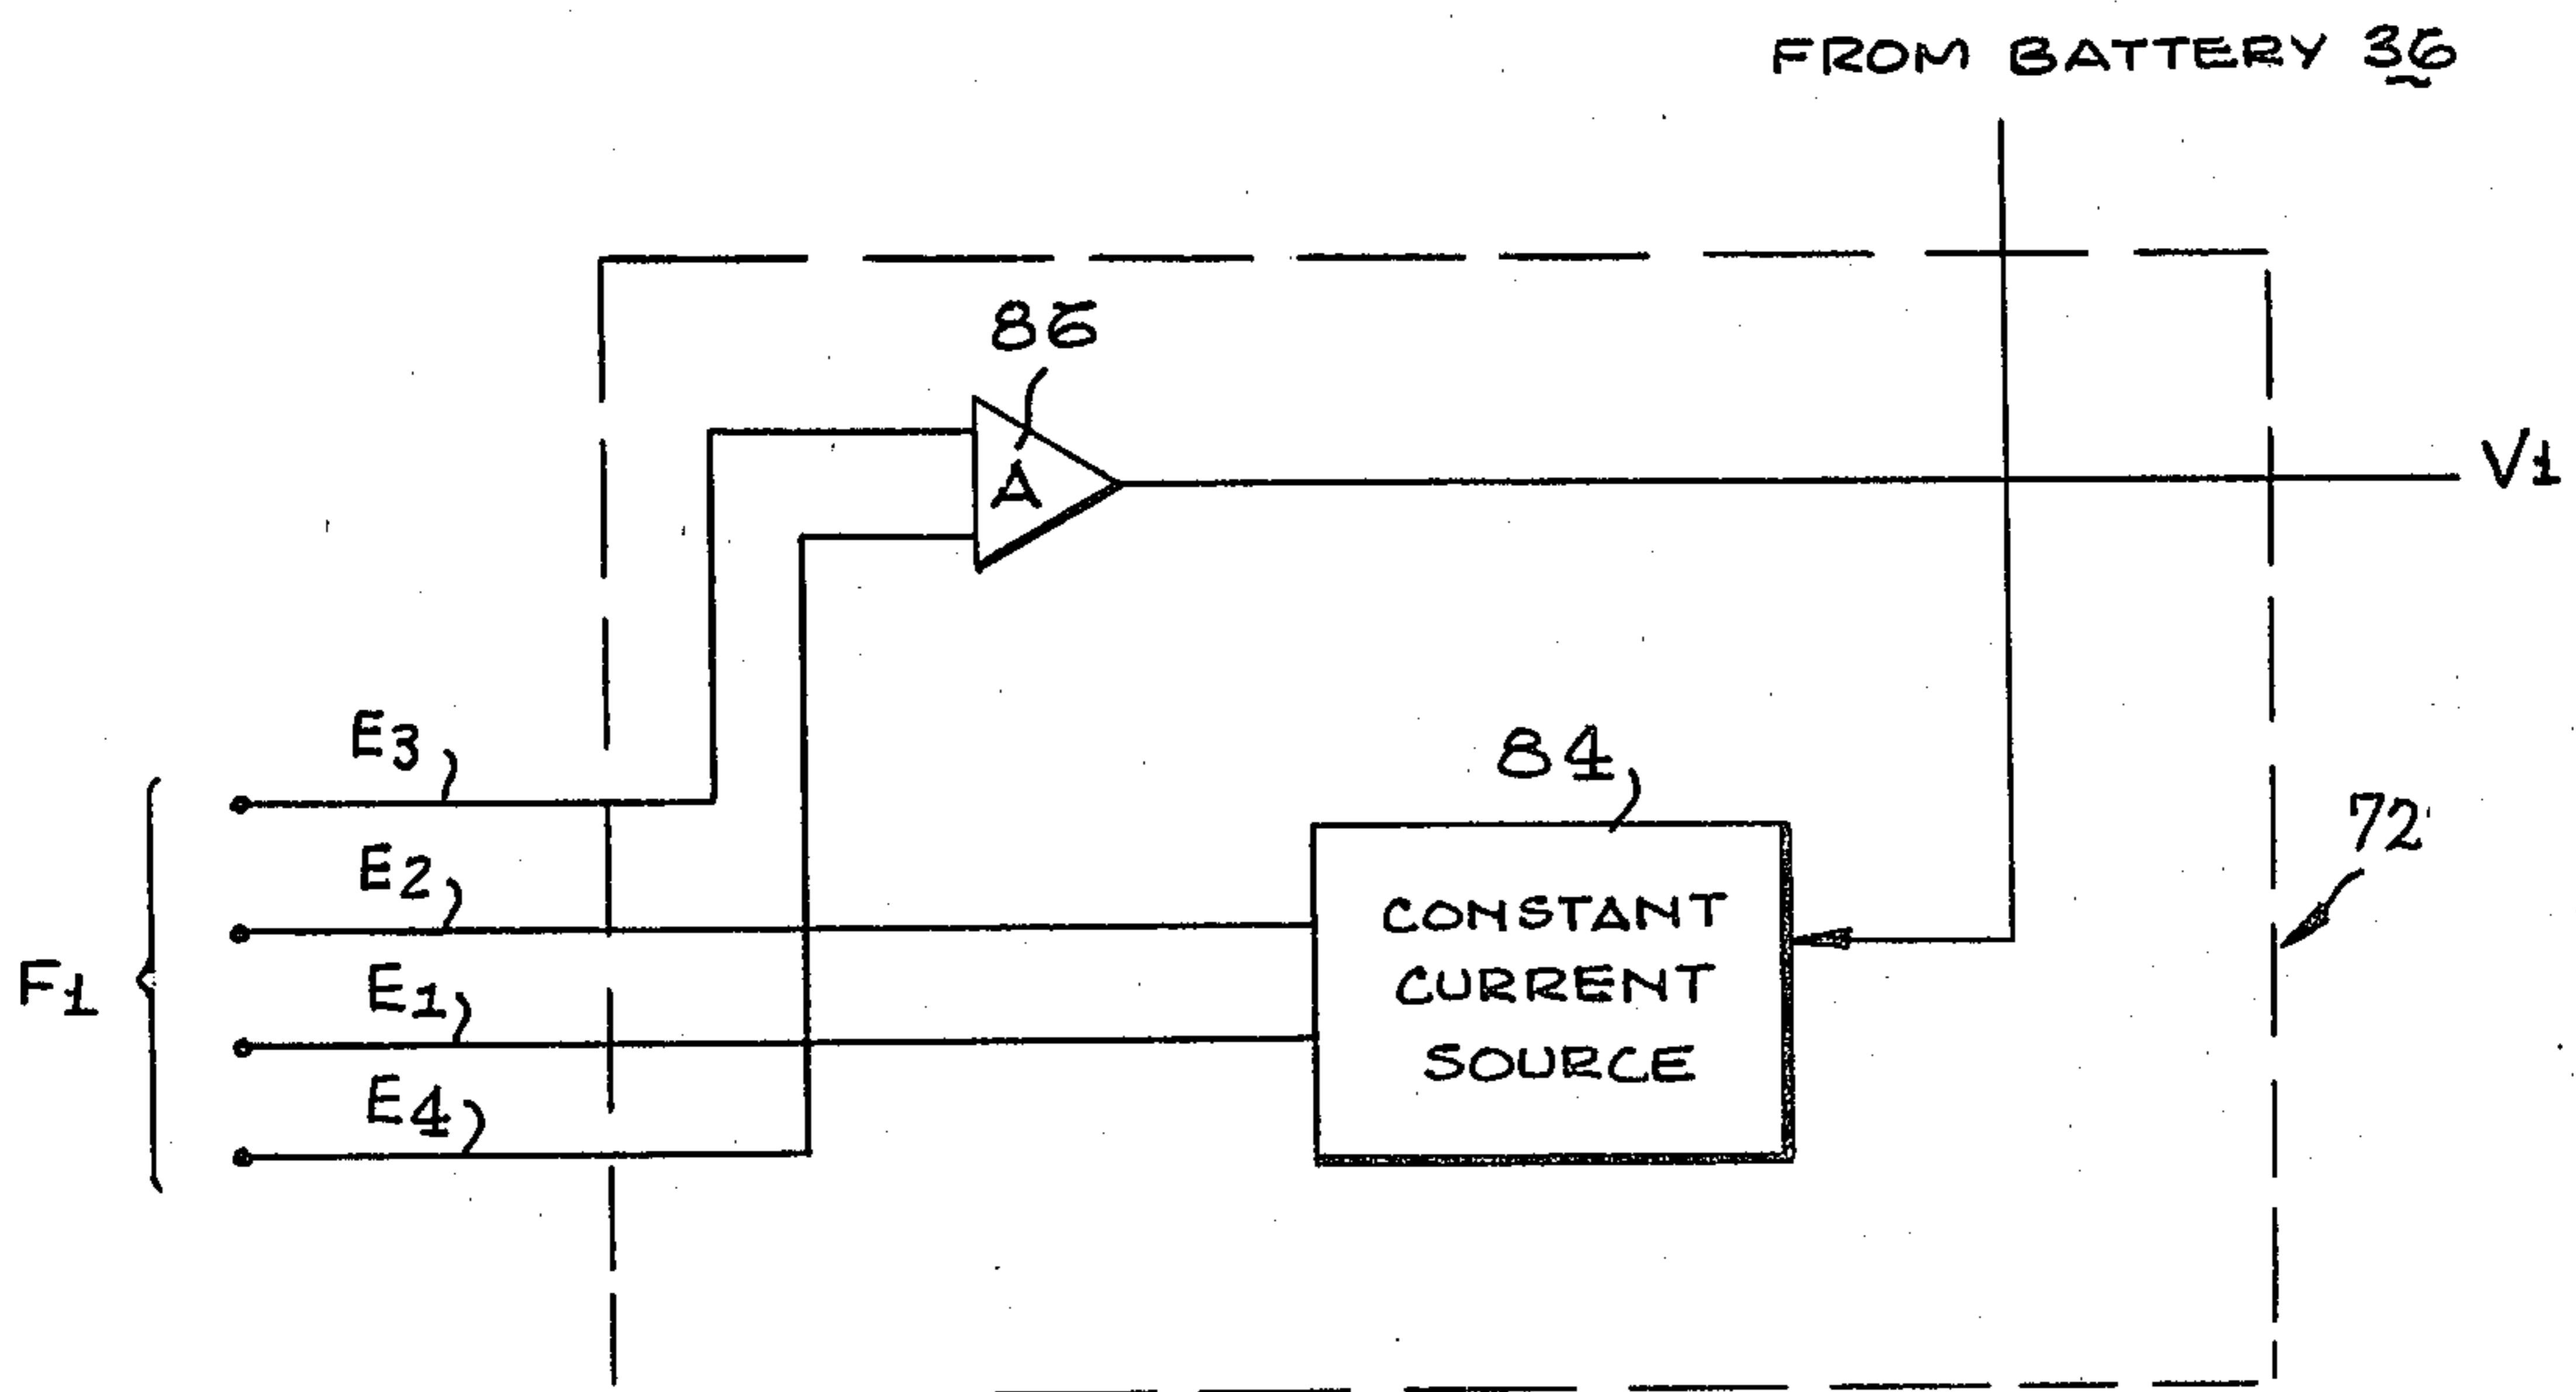 FROM BATTERY 36
86
A
V1
E3
84
72
E2
CONSTANT
CURRENT
SOURCE
F1
E1
E4